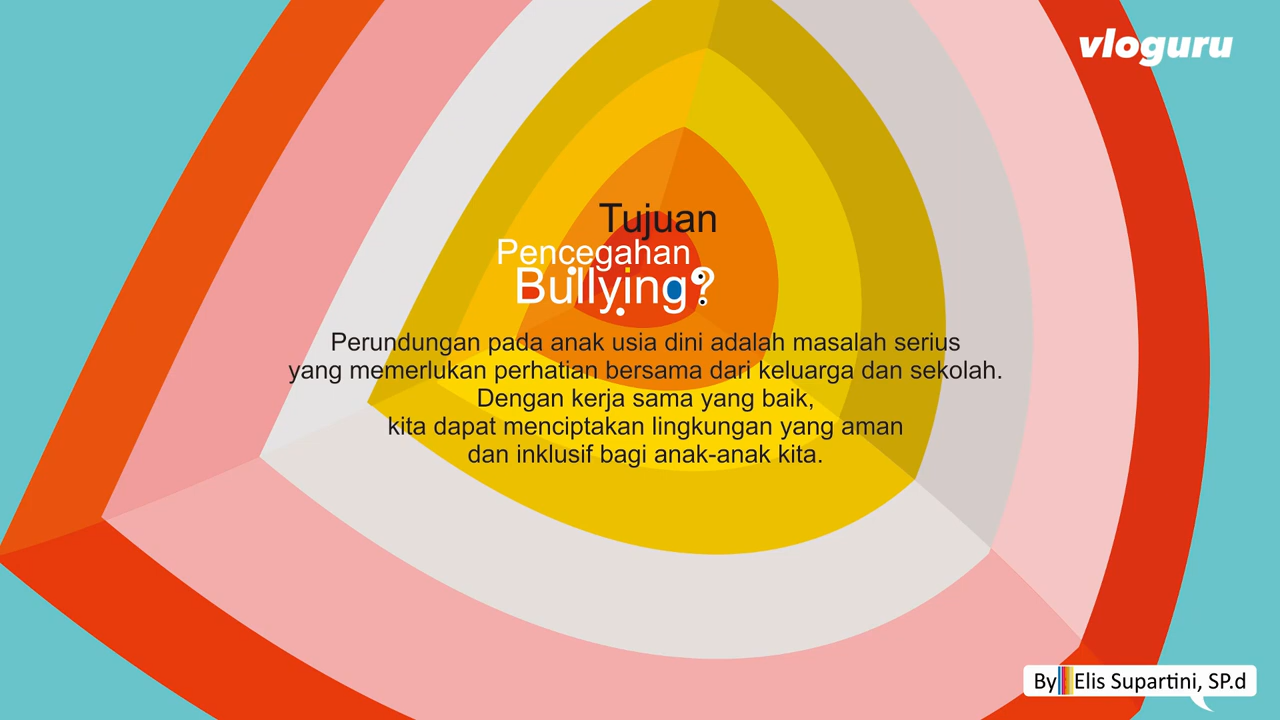 vloguru
Tujuan
Pencegahan
Bullying?
Perundungan pada anak usia dini adalah masalah serius
yang memerlukan perhatian bersama dari keluarga dan sekolah.
Dengan kerja sama yang baik,
kita dapat menciptakan lingkungan yang aman
dan inklusif bagi anak-anak kita.
By Elis Supartini, SP.d